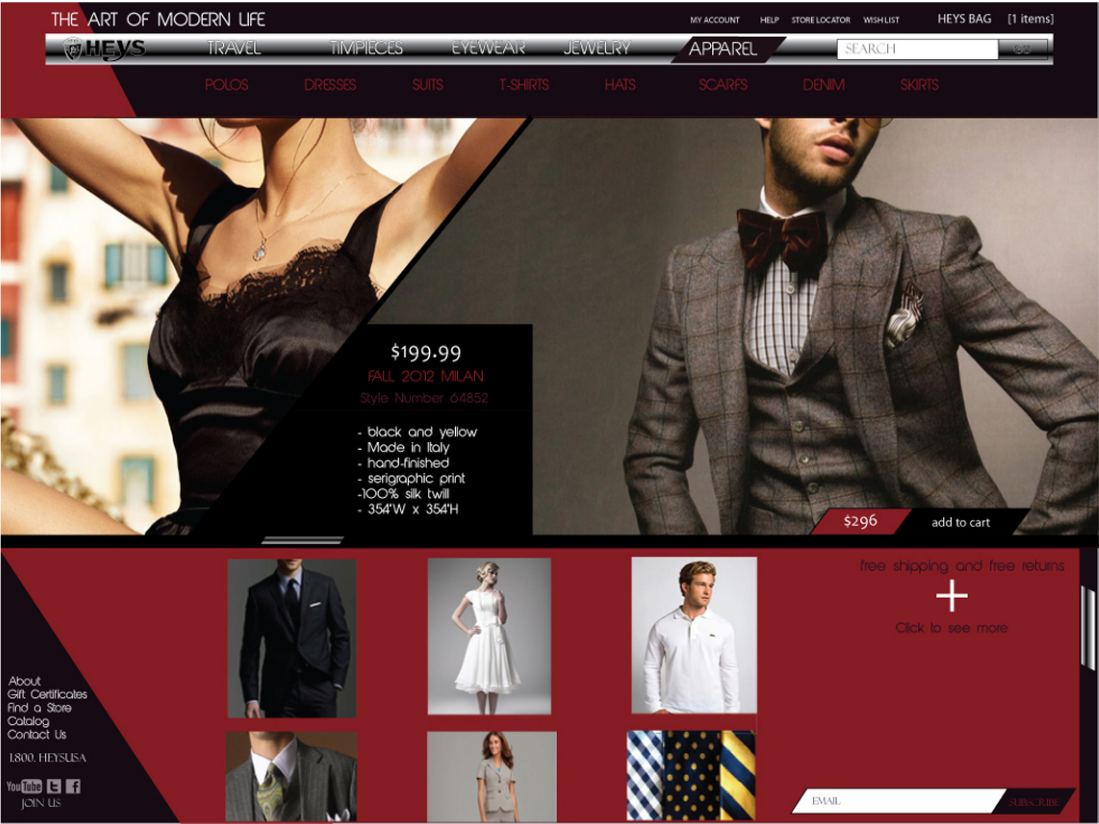 THE ART OF MODERN LIFE
MY ACCOUNT HELP STORE LOCATOR WISH LIST HEYS BAG [1 items]
HEYS TRAVEL TIMPIECES EYEWEAR JEWELRY APPAREL SEARCH GO
POLOS DRESSES SUITS T-SHIRTS HATS SCARFS DENIM SKIRTS
$199.99
FALL 2012 MILAN
Style Number 64852
- black and yellow
- Made in Italy
- hand-finished
- serigraphic print
-100% silk twill
- 354"W x 354"H
$296 add to cart
free shipping and free returns
+
Click to see more
About
Gift Certificates
Find a Store
Catalog
Contact Us
1.800. HEYSUSA
You Tube t f
JOIN US
EMAIL SUBSCRIBE